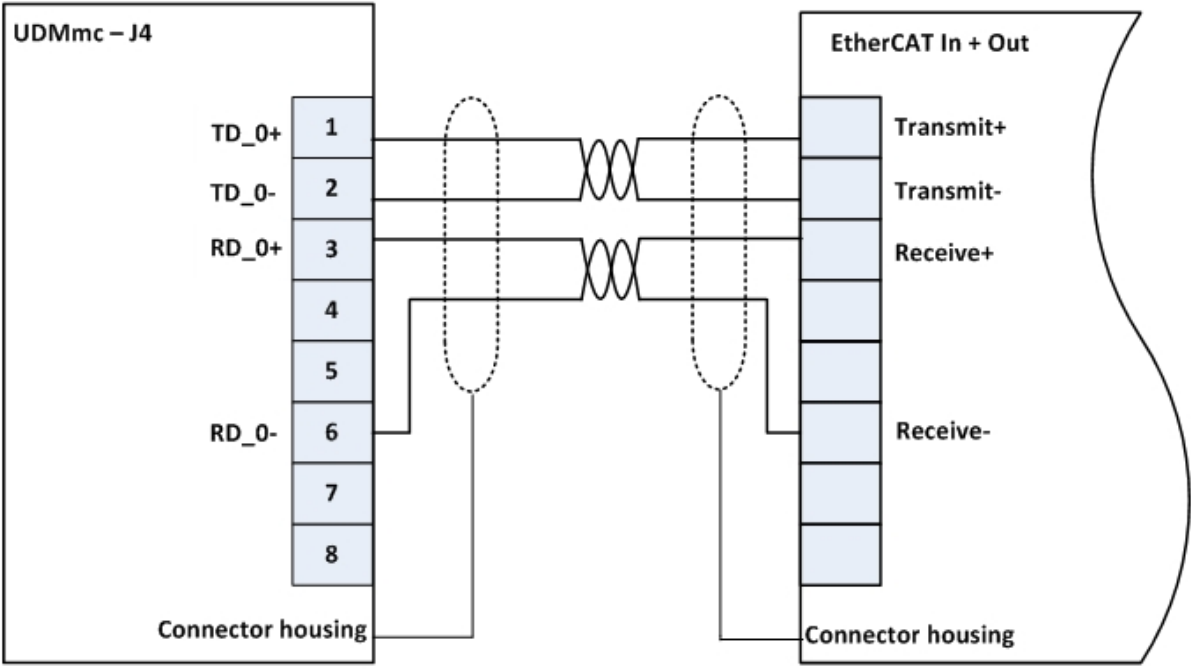 UDMmc – J4
EtherCAT In + Out
TD_0+ 1 Transmit+
TD_0- 2 Transmit-
RD_0+ 3 Receive+
4
5
RD_0- 6 Receive-
7
8
Connector housing
Connector housing